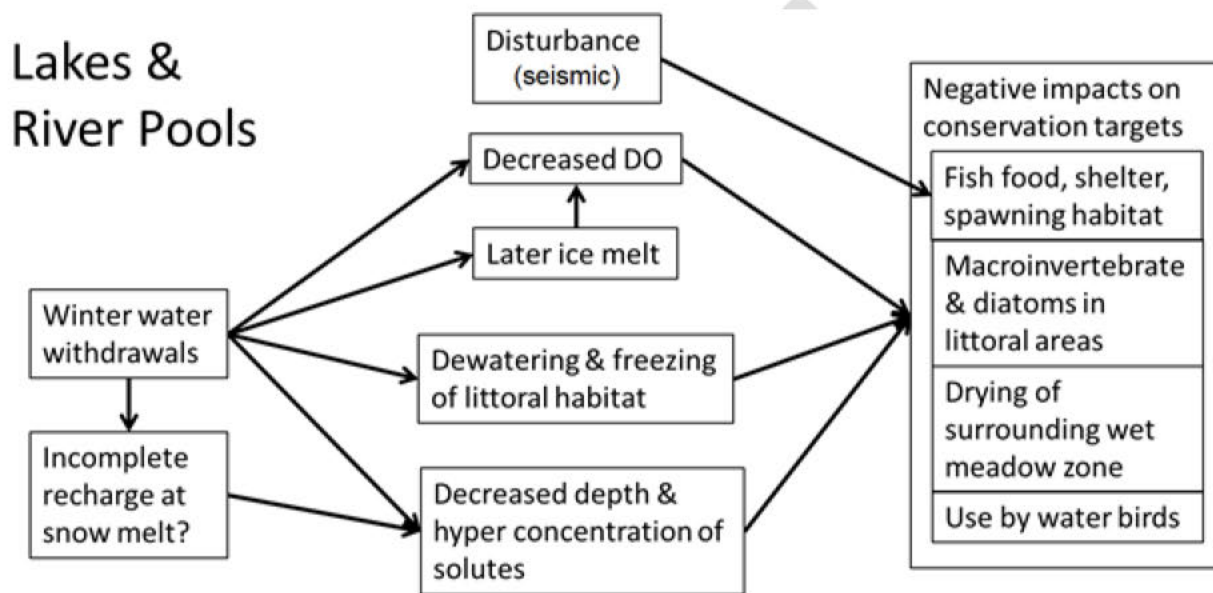 Lakes &
River Pools
Disturbance
(seismic)
Decreased DO
Later ice melt
Winter water
withdrawals
Dewatering & freezing
of littoral habitat
Incomplete
recharge at
snow melt?
Decreased depth &
hyper concentration of
solutes
Negative impacts on
conservation targets
Fish food, shelter,
spawning habitat
Macroinvertebrate
& diatoms in
littoral areas
Drying of
surrounding wet
meadow zone
Use by water birds